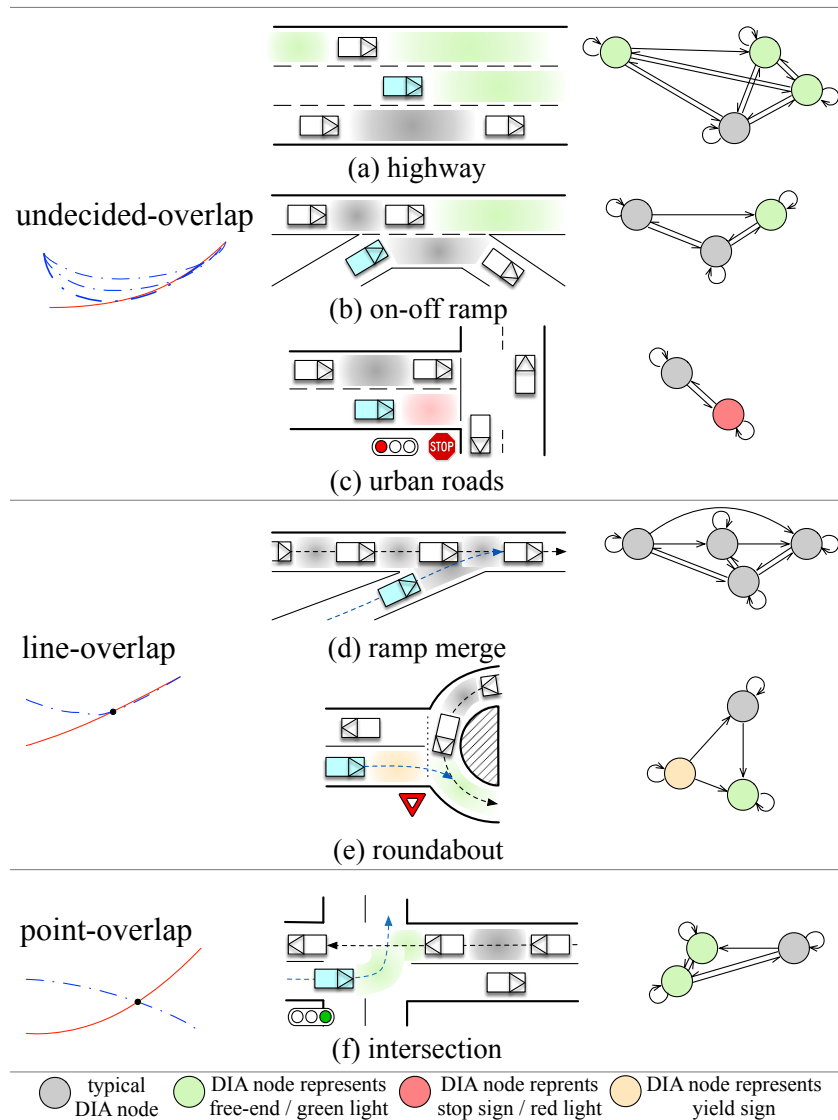 (a) highway
undecided-overlap
(b) on-off ramp
STOP
(c) urban roads
(d) ramp merge
line-overlap
(e) roundabout
point-overlap
(f) intersection
typical
DIA node
DIA node represents
free-end / green light
DIA node reprents
stop sign / red light
DIA node represents
yield sign